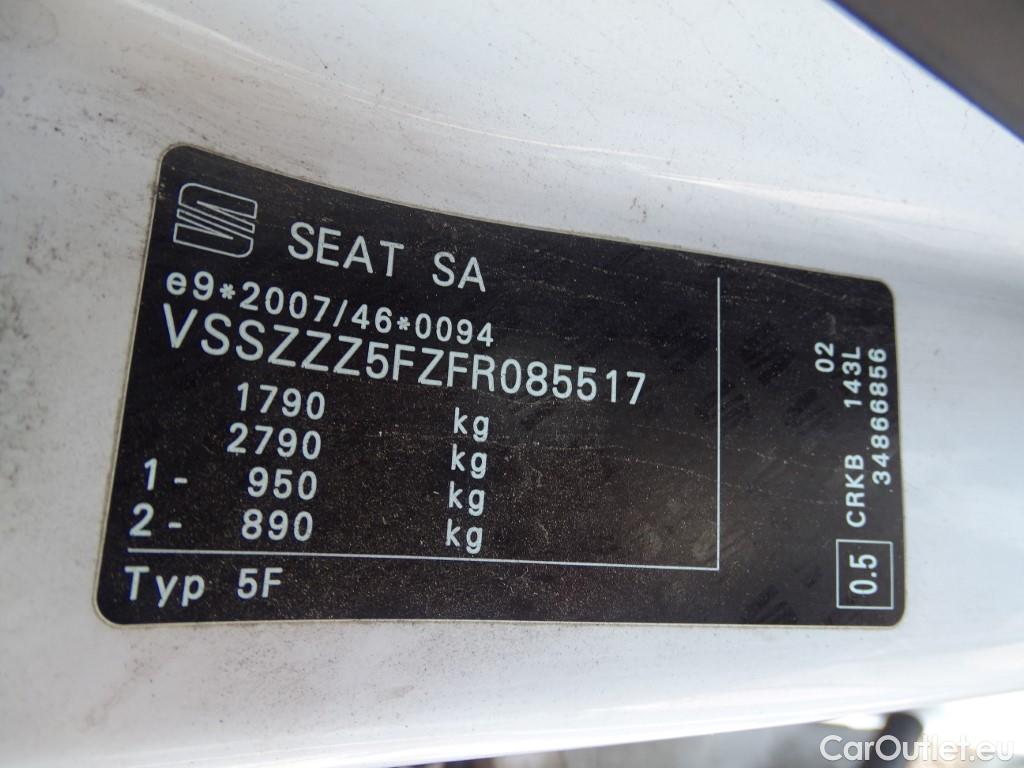 SEAT SA
e9*2007/46*0094
VSSZZZ5FZFR085517
1790 kg
2790 kg
1- 950 kg
2- 890 kg
Typ 5F
02
CRKB 143L
34866856
0.5
CarOutlet.eu